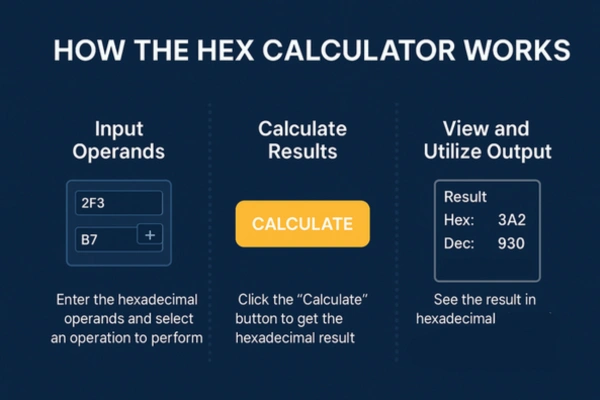 HOW THE HEX CALCULATOR WORKS
Input
Operands
2F3
B7 +
Enter the hexadecimal
operands and select
an operation to perform
Calculate
Results
CALCULATE
Click the “Calculate”
button to get the
hexadecimal result
View and
Utilize Output
Result
Hex: 3A2
Dec: 930
See the result in
hexadecimal